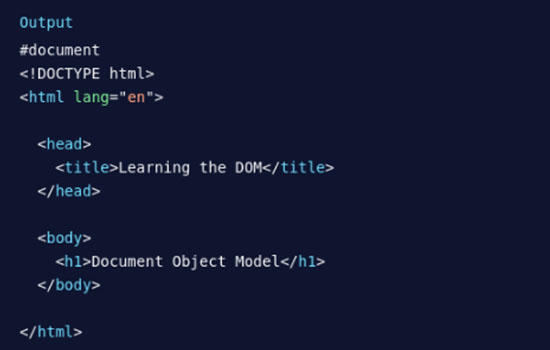 Output
#document
<!DOCTYPE html>
<html lang="en">
<head>
<title>Learning the DOM</title>
</head>
<body>
<h1>Document Object Model</h1>
</body>
</html>